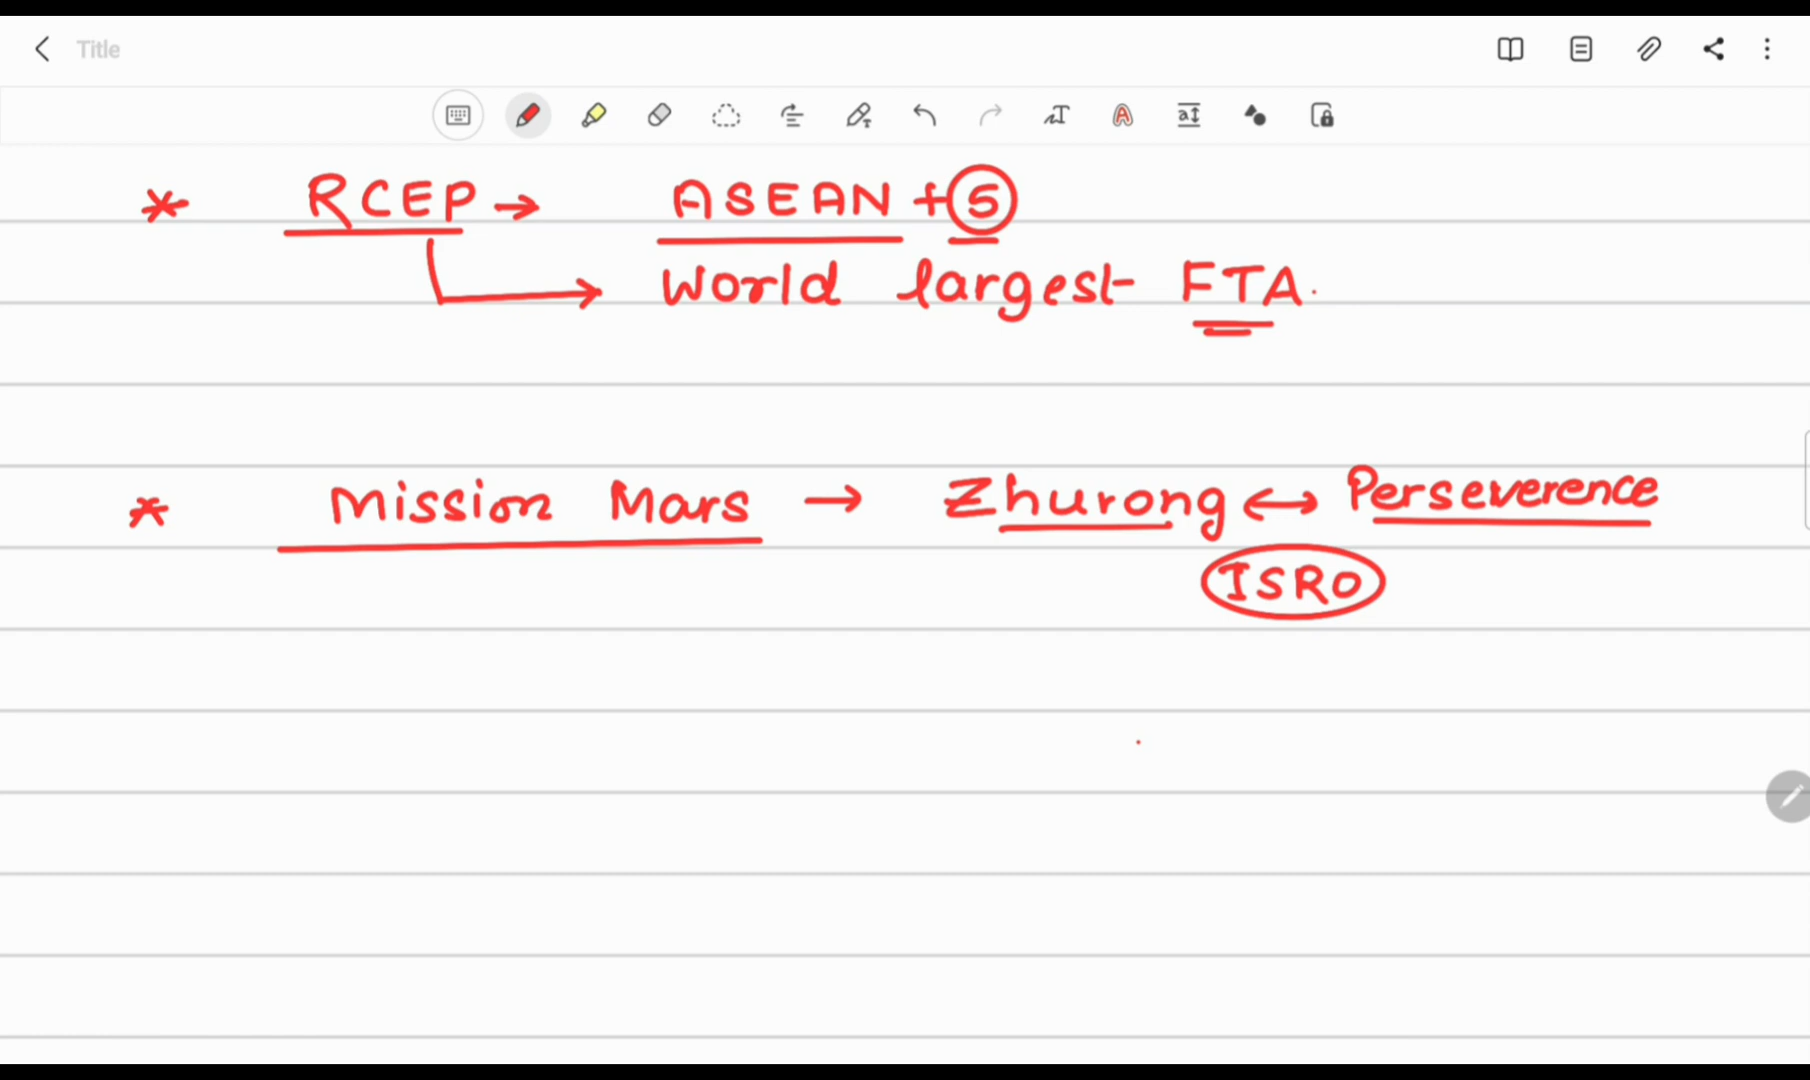 Title
* RCEP → ASEAN + 5
World largest FTA.
* Mission Mars → Zhurong ↔ Perseverence
ISRO